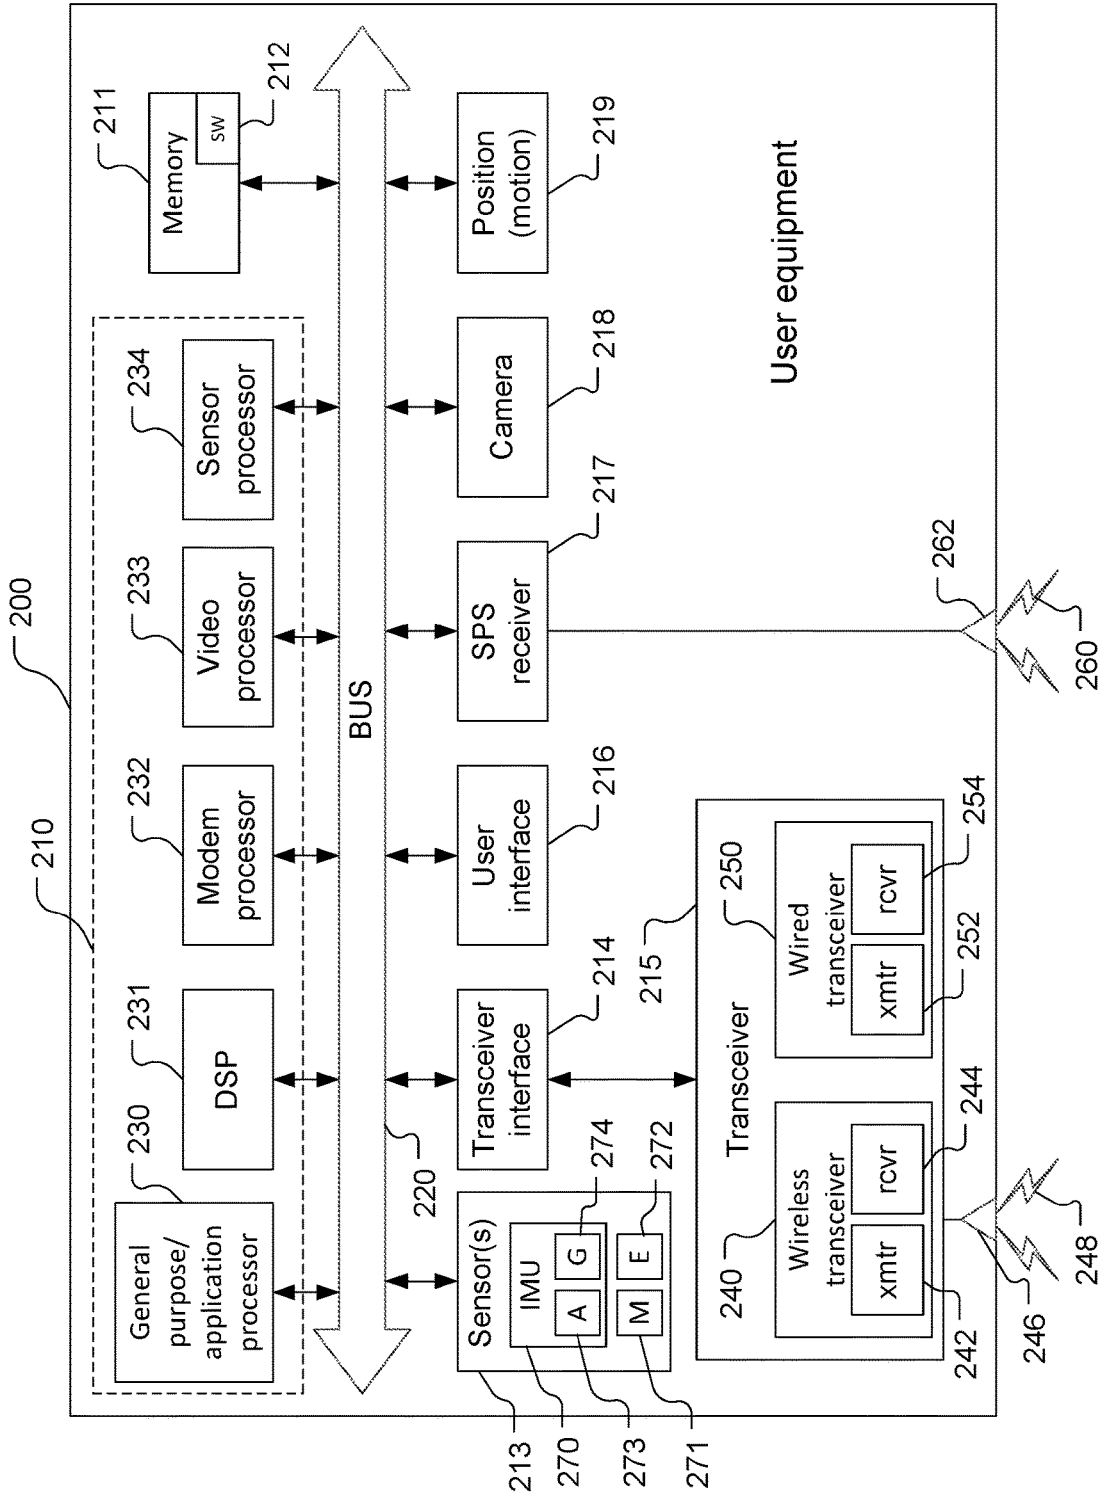 200
210
230
231
232
233
234
211
General
purpose/
application
processor
DSP
Modem
processor
Video
processor
Sensor
processor
Memory
SW
212
BUS
220
Sensor(s)
IMU
A
G
M
E
213
270
273
271
274
272
Transceiver
interface
214
User
interface
216
SPS
receiver
217
Camera
218
Position
(motion)
219
215
Transceiver
240
Wireless
transceiver
xmtr
rcvr
242
244
250
Wired
transceiver
xmtr
rcvr
252
254
246
248
262
260
User equipment